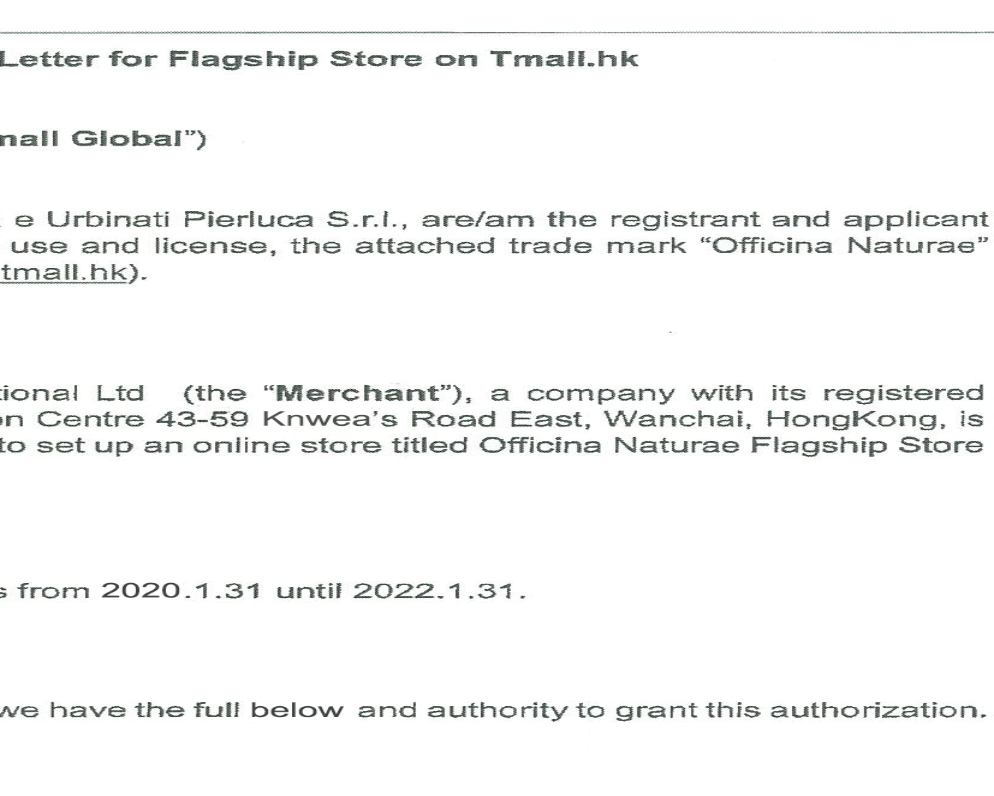 Letter for Flagship Store on Tmall.hk
mall Global”)
e Urbinati Pierluca S.r.l., are/am the registrant and applicant
use and license, the attached trade mark “Officina Naturae”
tmall.hk).
tional Ltd (the “Merchant”), a company with its registered
on Centre 43-59 Knwea’s Road East, Wanchai, HongKong, is
to set up an online store titled Officina Naturae Flagship Store
s from 2020.1.31 until 2022.1.31.
we have the full below and authority to grant this authorization.